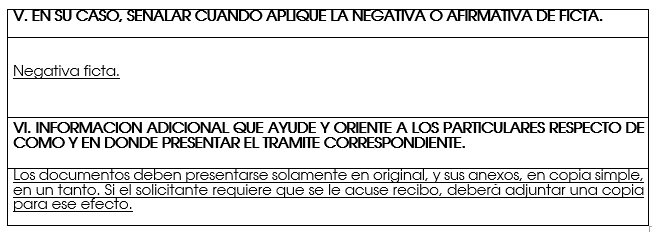 V. EN SU CASO, SEÑALAR CUANDO APLIQUE LA NEGATIVA O AFIRMATIVA DE FICTA.
Negativa ficta.
VI. INFORMACION ADICIONAL QUE AYUDE Y ORIENTE A LOS PARTICULARES RESPECTO DE
COMO Y EN DONDE PRESENTAR EL TRAMITE CORRESPONDIENTE.
Los documentos deben presentarse solamente en original, y sus anexos, en copia simple,
en un tanto. Si el solicitante requiere que se le acuse recibo, deberá adjuntar una copia
para ese efecto.